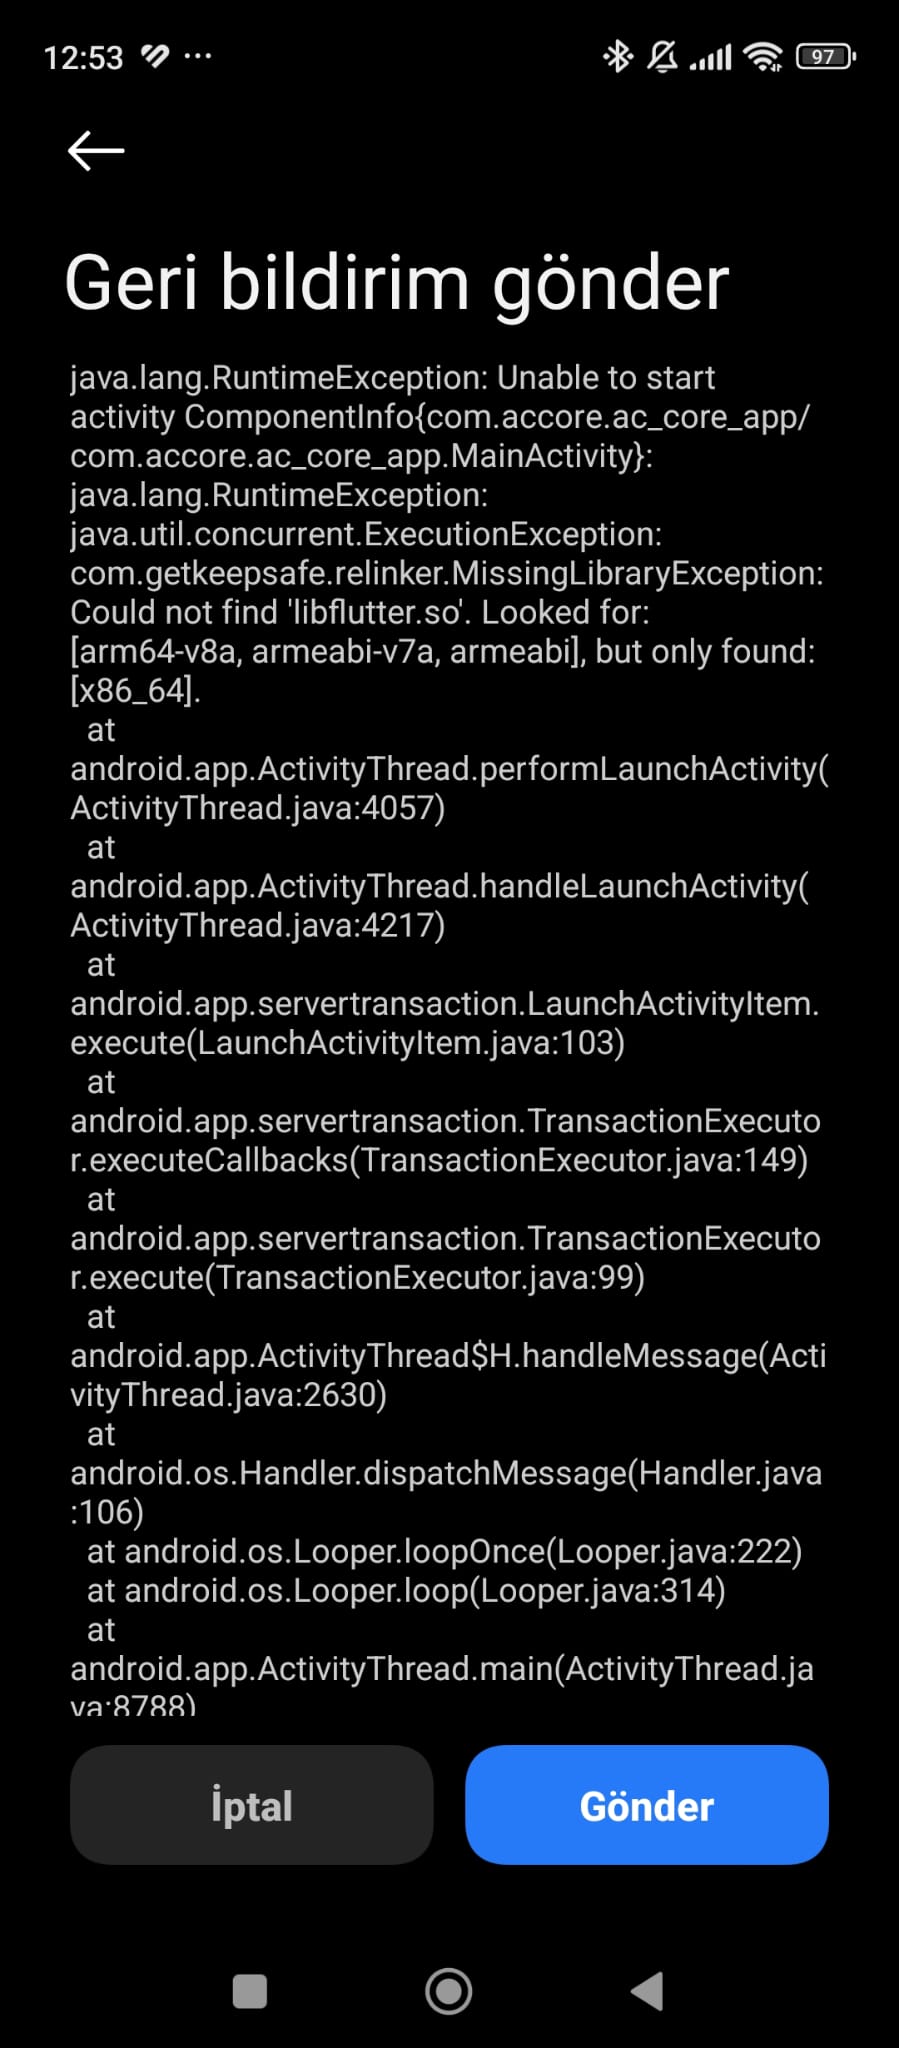 12:53
97
Geri bildirim gönder
java.lang.RuntimeException: Unable to start
activity ComponentInfo{com.accore.ac_core_app/
com.accore.ac_core_app.MainActivity}:
java.lang.RuntimeException:
java.util.concurrent.ExecutionException:
com.getkeepsafe.relinker.MissingLibraryException:
Could not find 'libflutter.so'. Looked for:
[arm64-v8a, armeabi-v7a, armeabi], but only found:
[x86_64].
at
android.app.ActivityThread.performLaunchActivity(
ActivityThread.java:4057)
at
android.app.ActivityThread.handleLaunchActivity(
ActivityThread.java:4217)
at
android.app.servertransaction.LaunchActivityItem.
execute(LaunchActivityItem.java:103)
at
android.app.servertransaction.TransactionExecuto
r.executeCallbacks(TransactionExecutor.java:149)
at
android.app.servertransaction.TransactionExecuto
r.execute(TransactionExecutor.java:99)
at
android.app.ActivityThread$H.handleMessage(Acti
vityThread.java:2630)
at
android.os.Handler.dispatchMessage(Handler.java
:106)
at android.os.Looper.loopOnce(Looper.java:222)
at android.os.Looper.loop(Looper.java:314)
at
android.app.ActivityThread.main(ActivityThread.ja
va:8788)
İptal
Gönder